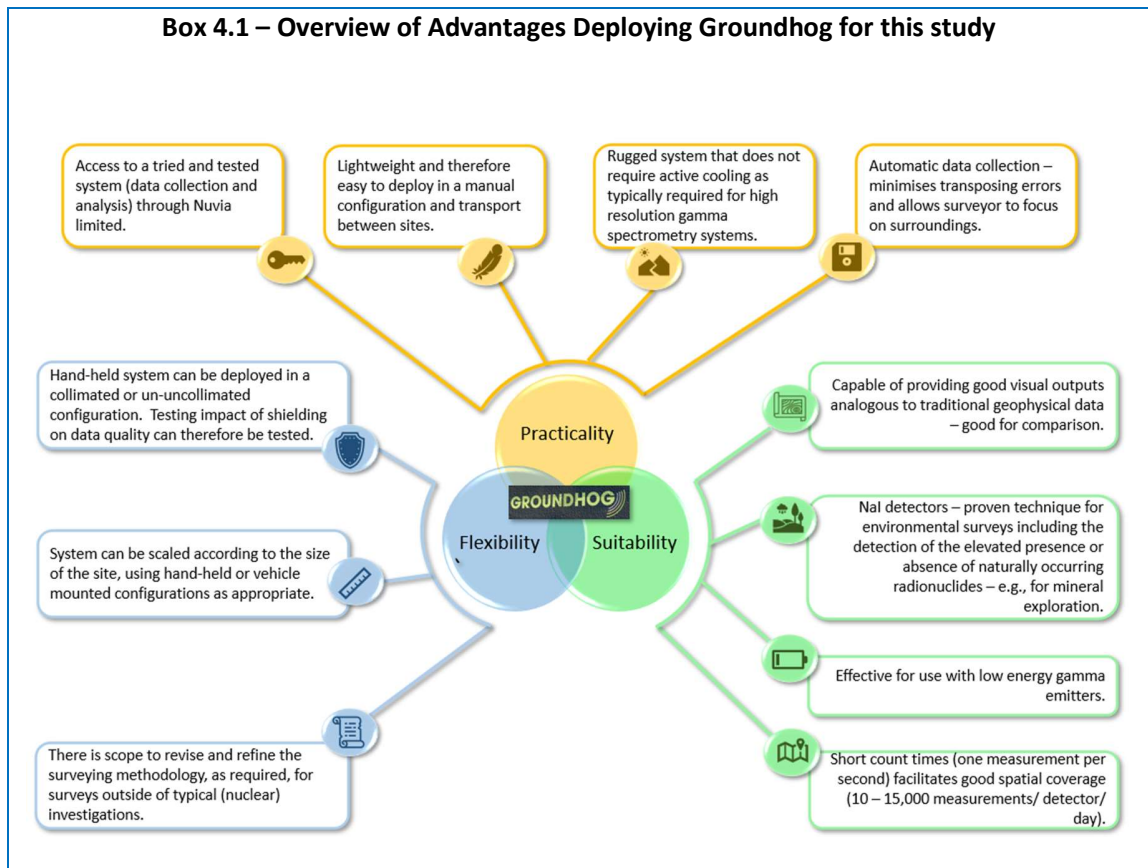 Box 4.1 – Overview of Advantages Deploying Groundhog for this study
Access to a tried and tested
system (data collection and
analysis) through Nuvia
limited.
Lightweight and therefore
easy to deploy in a manual
configuration and transport
between sites.
Rugged system that does not
require active cooling as
typically required for high
resolution gamma
spectrometry systems.
Automatic data collection –
minimises transposing errors
and allows surveyor to focus
on surroundings.
Hand-held system can be deployed in a
collimated or un-uncollimated
configuration.  Testing impact of shielding
on data quality can therefore be tested.
System can be scaled according to the size
of the site, using hand-held or vehicle
mounted configurations as appropriate.
There is scope to revise and refine the
surveying methodology, as required, for
surveys outside of typical (nuclear)
investigations.
Practicality
GROUNDHOG
Flexibility
Suitability
Capable of providing good visual outputs
analogous to traditional geophysical data
– good for comparison.
NaI detectors – proven technique for
environmental surveys including the
detection of the elevated presence or
absence of naturally occurring
radionuclides – e.g., for mineral
exploration.
Effective for use with low energy gamma
emitters.
Short count times (one measurement per
second) facilitates good spatial coverage
(10 – 15,000 measurements/ detector/
day).